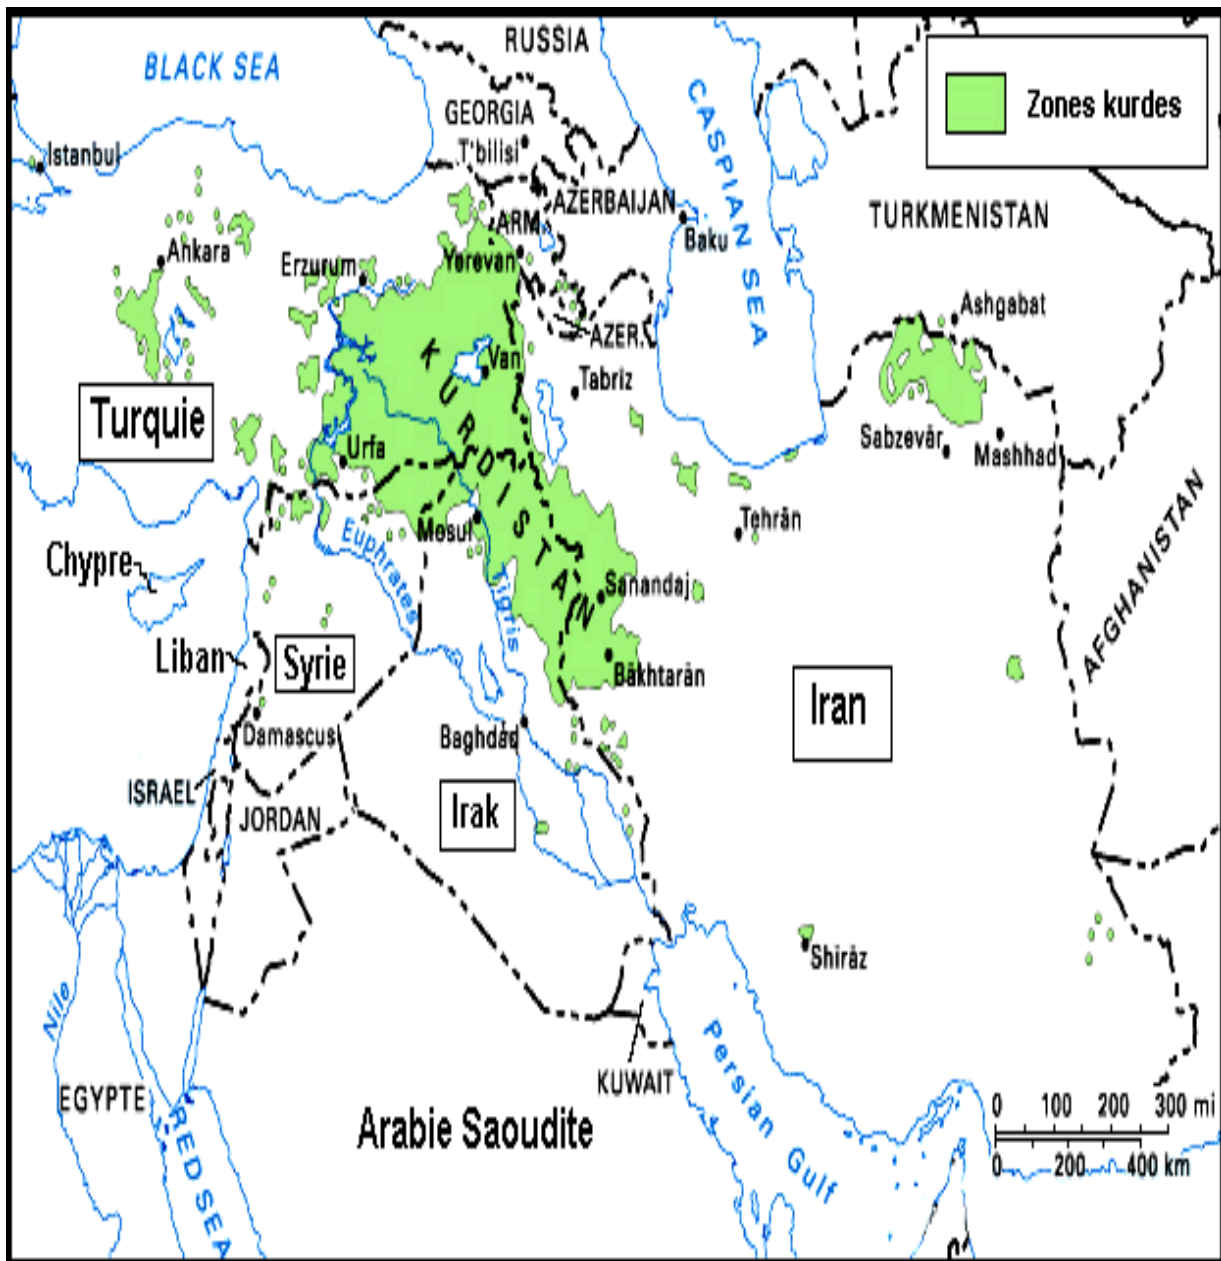 RUSSIA
BLACK SEA
Zones kurdes
GEORGIA
CASPIAN SEA
T'bilisi
Istanbul
AZERBAIJAN
TURKMENISTAN
ARM.
Baku
Ankara
Erzurum
Yerevan
Ashgabat
AZER.
Van
Tabriz
KURDISTAN
Turquie
Urfa
Sabzevār
Mashhad
Mosul
Tehrān
Euphrates
Chypre
AFGHANISTAN
Tigris
Sanandaj
Liban
Syrie
Bākhtarān
Iran
Damascus
Baghdād
ISRAEL
JORDAN
Irak
Shirāz
Nile
Persian Gulf
KUWAIT
EGYPTE
RED SEA
Arabie Saoudite
0 100 200 300 mi
0 200 400 km